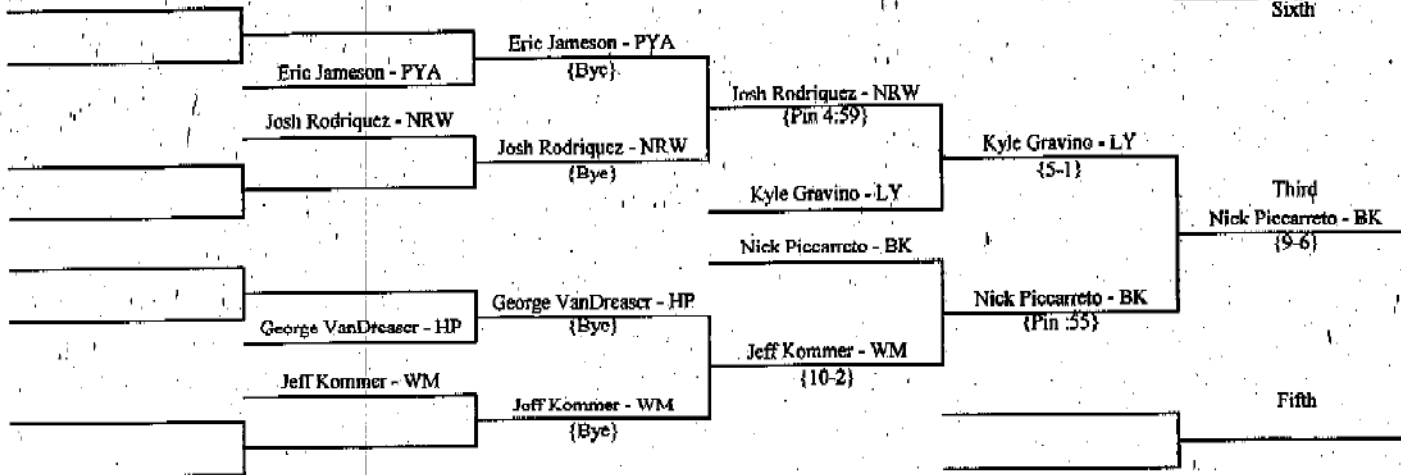 Sixth
Eric Jameson - PYA
{Bye}
Eric Jameson - PYA
Josh Rodriquez - NRW
{Pin 4:59}
Josh Rodriquez - NRW
Josh Rodriquez - NRW
{Bye}
Kyle Gravino - LY
{5-1}
Kyle Gravino - LY
Third
Nick Piccarreto - BK
{9-6}
Nick Piccarreto - BK
George VanDreaser - HP
{Bye}
Nick Piccarreto - BK
{Pin :55}
George VanDreaser - HP
Jeff Kommer - WM
{10-2}
Jeff Kommer - WM
Jeff Kommer - WM
{Bye}
Fifth